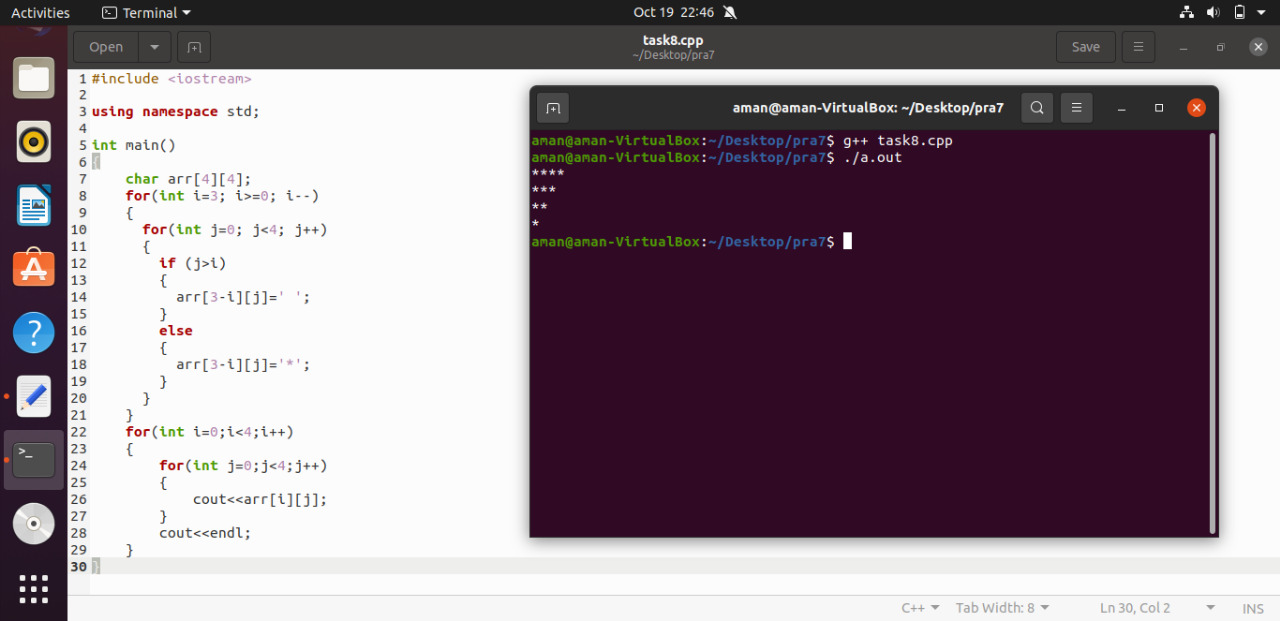 Activities Terminal Oct 19 22:46
Open task8.cpp Save
~/Desktop/pra7
1 #include <iostream>
2
3 using namespace std;
4
5 int main()
6 {
7     char arr[4][4];
8     for(int i=3; i>=0; i--)
9     {
10       for(int j=0; j<4; j++)
11       {
12         if (j>i)
13         {
14           arr[3-i][j]=' ';
15         }
16         else
17         {
18           arr[3-i][j]='*';
19         }
20       }
21     }
22     for(int i=0;i<4;i++)
23     {
24         for(int j=0;j<4;j++)
25         {
26             cout<<arr[i][j];
27         }
28         cout<<endl;
29     }
30 }
C++ Tab Width: 8 Ln 30, Col 2 INS
aman@aman-VirtualBox: ~/Desktop/pra7
aman@aman-VirtualBox:~/Desktop/pra7$ g++ task8.cpp
aman@aman-VirtualBox:~/Desktop/pra7$ ./a.out
****
***
**
*
aman@aman-VirtualBox:~/Desktop/pra7$